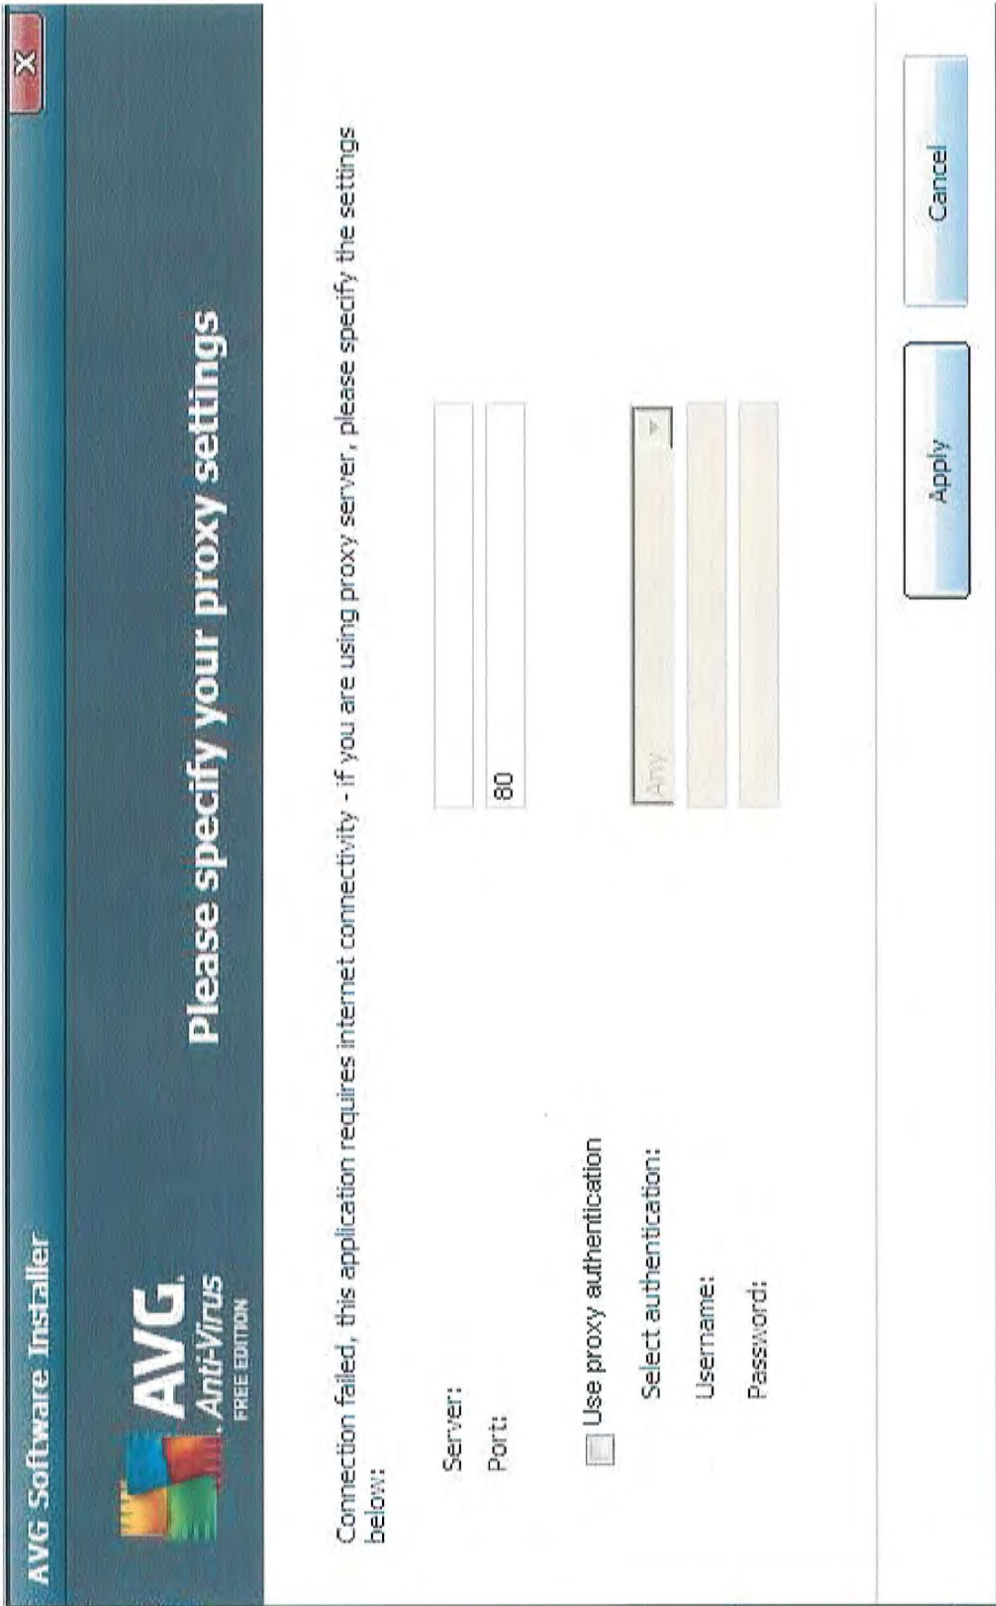 AVG Software Installer
X
AVG.
Anti-Virus
FREE EDITION
Please specify your proxy settings
Connection failed, this application requires internet connectivity - if you are using proxy server, please specify the settings
below:
Server:
Port:
80
Use proxy authentication
Select authentication:
Any
Username:
Password:
Apply
Cancel